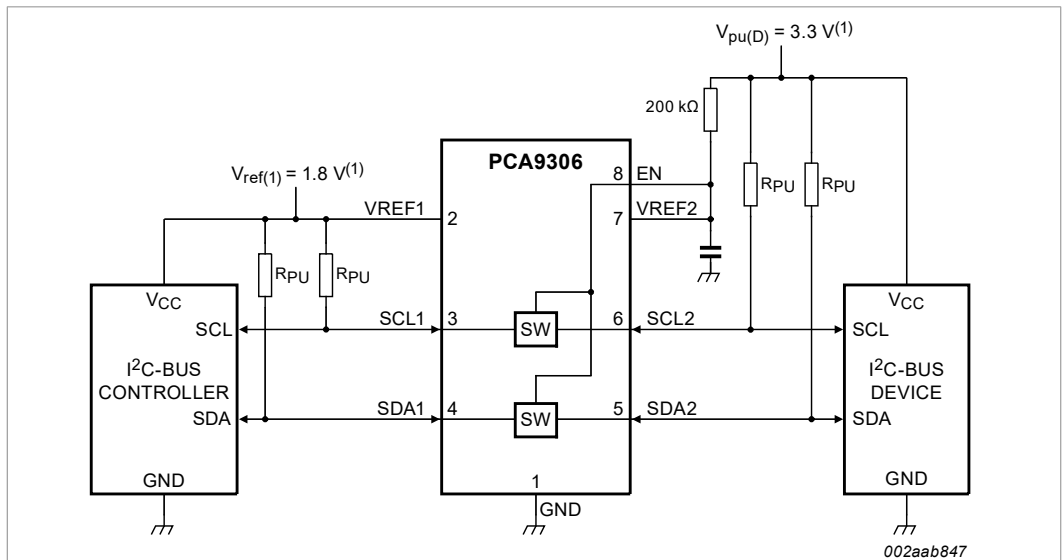 Vpu(D) = 3.3 V(1)
200 kΩ
PCA9306
Vref(1) = 1.8 V(1)
8 EN
RPU RPU
VREF1 2
7 VREF2
RPU RPU
VCC
VCC
SCL SCL1 3 SW 6 SCL2 SCL
I2C-BUS
CONTROLLER
I2C-BUS
DEVICE
SDA SDA1 4 SW 5 SDA2 SDA
GND
1
GND
GND
002aab847